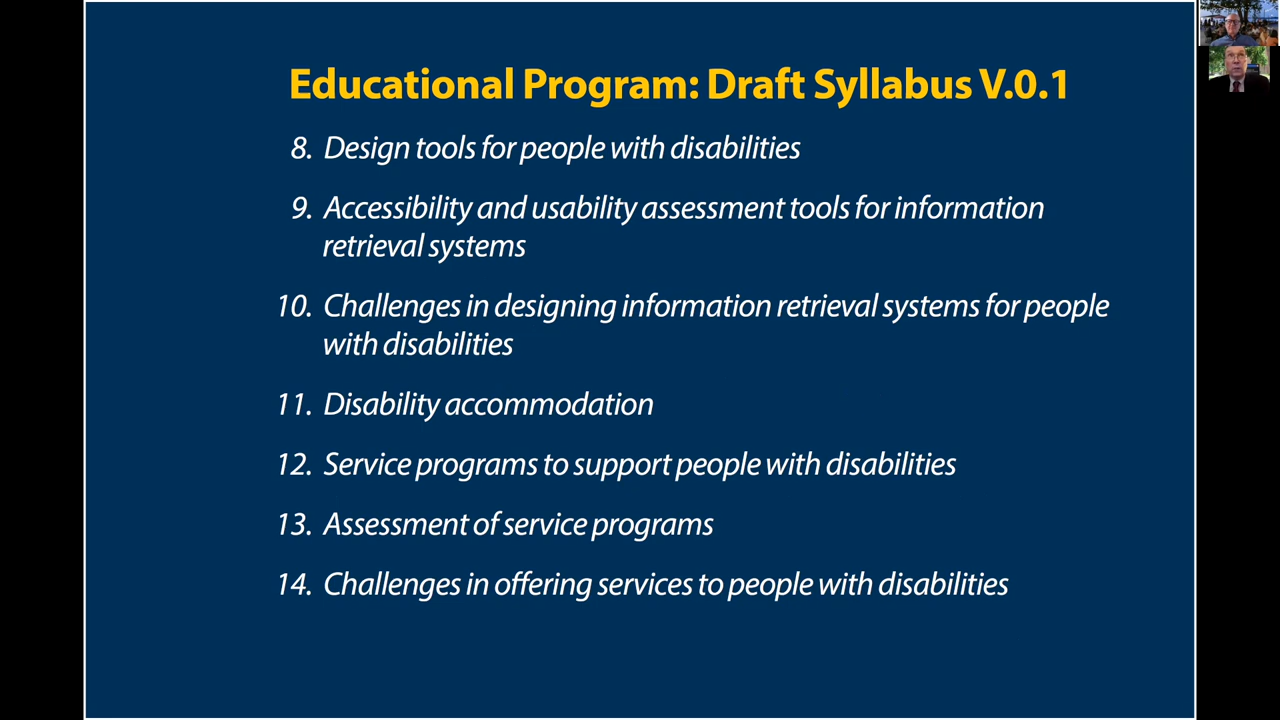 Educational Program: Draft Syllabus V.0.1
8. Design tools for people with disabilities
9. Accessibility and usability assessment tools for information
retrieval systems
10. Challenges in designing information retrieval systems for people
with disabilities
11. Disability accommodation
12. Service programs to support people with disabilities
13. Assessment of service programs
14. Challenges in offering services to people with disabilities